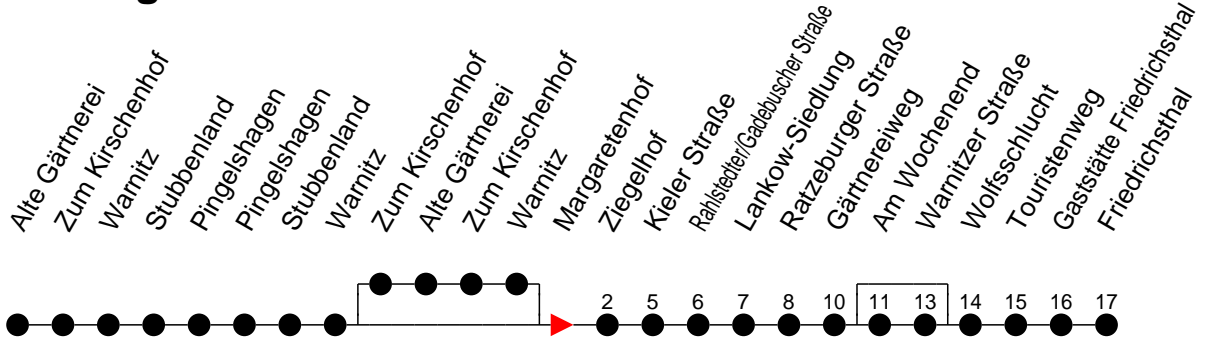 Alte Gärtnerei
Zum Kirschenhof
Warnitz
Stubbenland
Pingelshagen
Pingelshagen
Stubbenland
Warnitz
Zum Kirschenhof
Alte Gärtnerei
Zum Kirschenhof
Warnitz
Margaretenhof
Ziegelhof
Kieler Straße
Rahlstedter/Gadebuscher Straße
Lankow-Siedlung
Ratzeburger Straße
Gärtnereiweg
Am Wochenend
Warnitzer Straße
Wolfsschlucht
Touristenweg
Gaststätte Friedrichsthal
Friedrichsthal
2 5 6 7 8 10 11 13 14 15 16 17